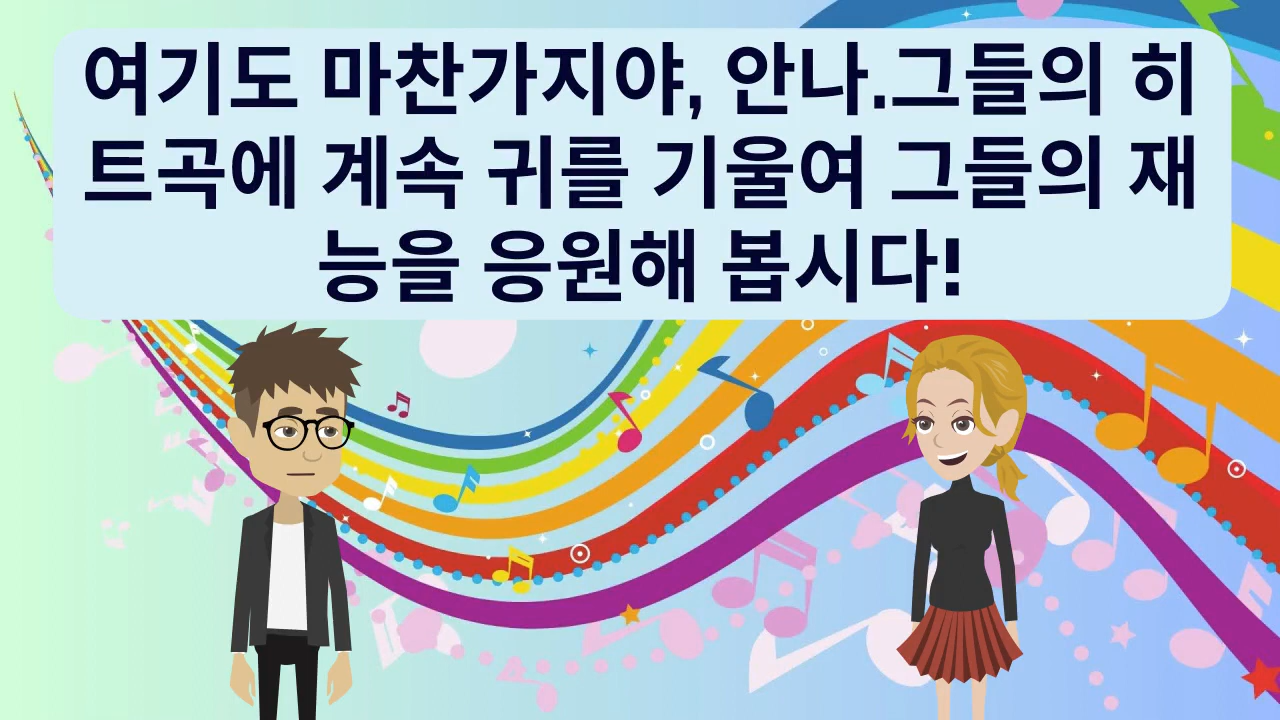 여기도 마찬가지야, 안나.그들의 히
트곡에 계속 귀를 기울여 그들의 재
능을 응원해 봅시다!